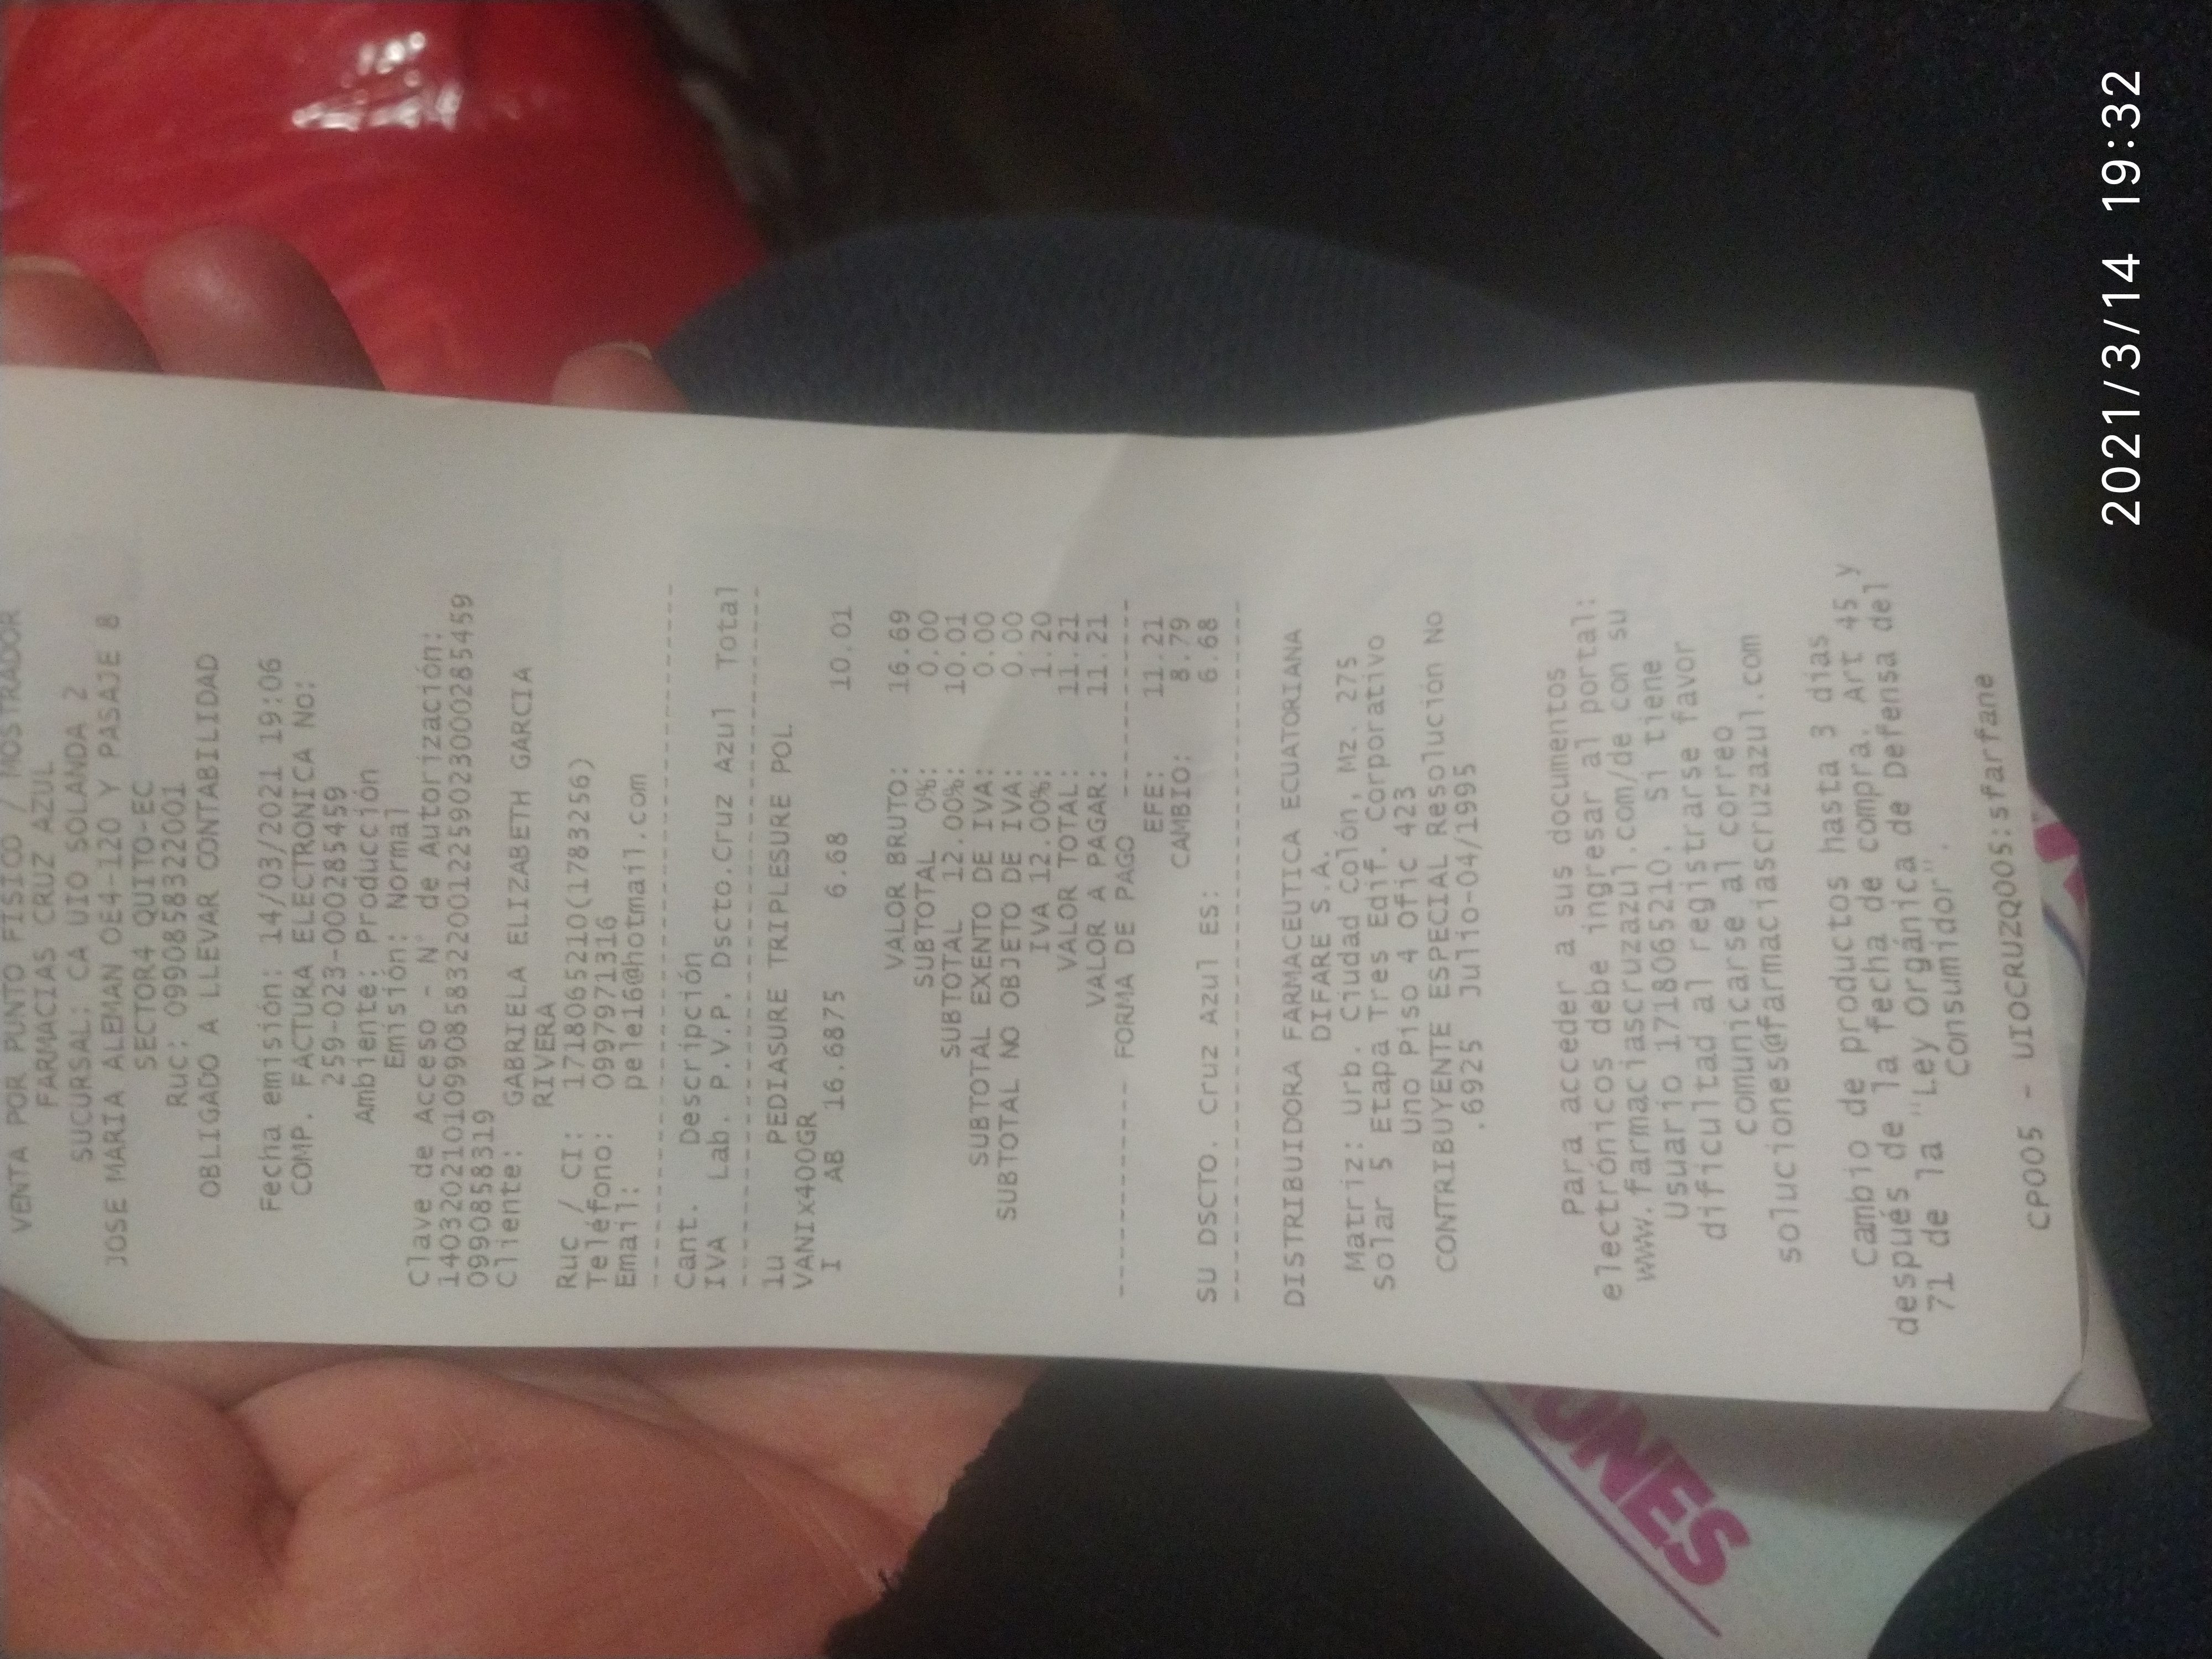 VENTA POR PUNTO FISICO / MOSTRADOR
FARMACIAS CRUZ AZUL
SUCURSAL: CA UIO SOLANDA 2
JOSE MARIA ALEMAN OE4-120 Y PASAJE 8
SECTOR4 QUITO-EC
Ruc: 0990858322001
OBLIGADO A LLEVAR CONTABILIDAD
Fecha emisión: 14/03/2021 19:06
COMP. FACTURA ELECTRONICA No:
259-023-000285459
Ambiente: Producción
Emisión: Normal
Clave de Acceso - N° de Autorización:
140320210109908583220012259023000285459
0990858319
Cliente: GABRIELA ELIZABETH GARCIA
RIVERA
Ruc / CI: 1718065210(1783256)
Teléfono: 0997971316
Email: pele16@hotmail.com
Cant. Descripción
IVA Lab. P.V.P. Dscto.Cruz Azul Total
1u PEDIASURE TRIPLESURE POL
VANIx400GR
I AB 16.6875 6.68 10.01
VALOR BRUTO: 16.69
SUBTOTAL 0%: 0.00
SUBTOTAL 12.00%: 10.01
SUBTOTAL EXENTO DE IVA: 0.00
SUBTOTAL NO OBJETO DE IVA: 0.00
IVA 12.00%: 1.20
VALOR TOTAL: 11.21
VALOR A PAGAR: 11.21
------------ FORMA DE PAGO -----------
EFE: 11.21
CAMBIO: 8.79
SU DSCTO. Cruz Azul ES: 6.68
DISTRIBUIDORA FARMACEUTICA ECUATORIANA
DIFARE S.A.
Matriz: Urb. Ciudad Colón, Mz. 275
Solar 5 Etapa Tres Edif. Corporativo
Uno Piso 4 Ofic 423
CONTRIBUYENTE ESPECIAL Resolución No
.6925 Julio-04/1995
Para acceder a sus documentos
electrónicos debe ingresar al portal:
www.farmaciascruzazul.com/de con su
Usuario 1718065210. Si tiene
dificultad al registrarse favor
comunicarse al correo
soluciones@farmaciascruzazul.com
Cambio de productos hasta 3 dias
después de la fecha de compra. Art 45 y
71 de la "Ley Orgánica de Defensa del
Consumidor".
CP005 - UIOCRUZQ005:sfarfane
2021/3/14 19:32